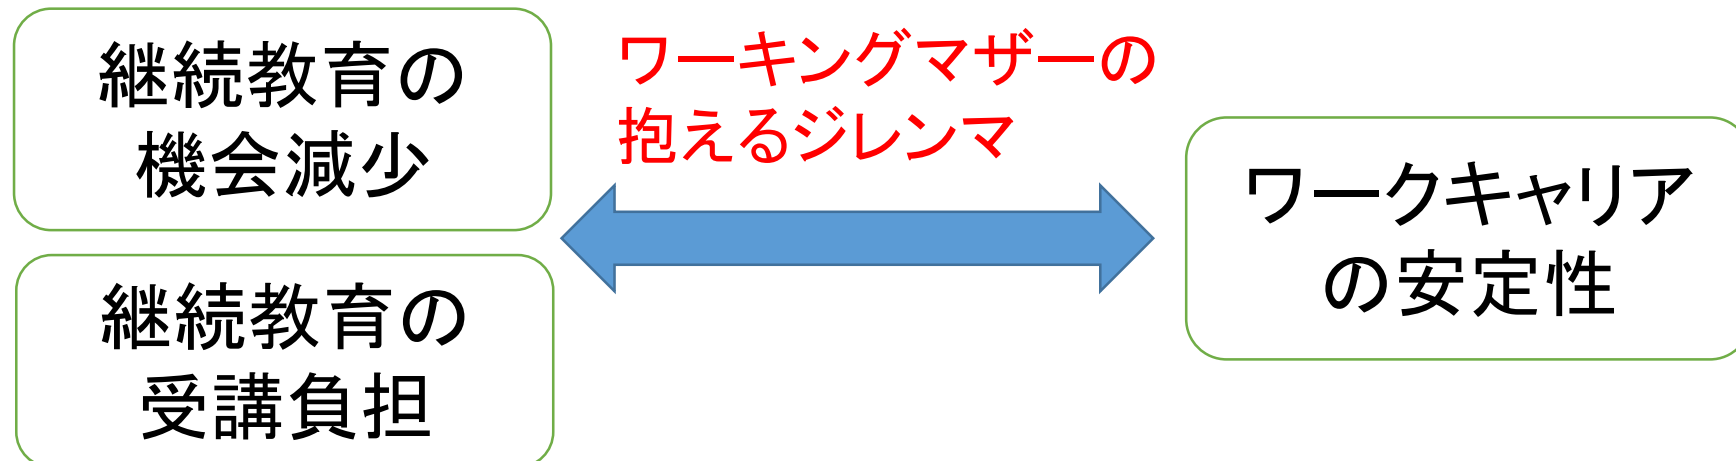 継続教育の
機会減少
ワーキングマザーの
抱えるジレンマ
継続教育の
受講負担
ワークキャリア
の安定性